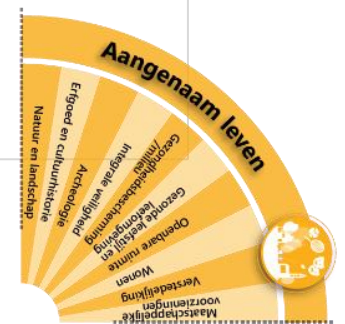 Aangenaam leven
Natuur en landschap
Erfgoed en cultuurhistorie
Archeologie
Integrale veiligheid
Gezondheidsbescherming
/milieu
Gezonde leefstijl en
leefomgeving
Openbare ruimte
Wonen
Verstedelijking
Maatschappelijke
voorzieningen